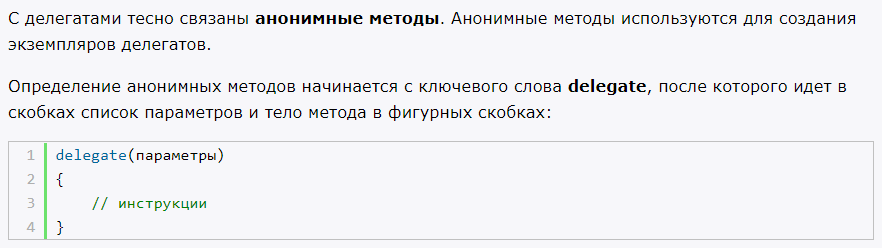 С делегатами тесно связаны анонимные методы. Анонимные методы используются для создания
экземпляров делегатов.
Определение анонимных методов начинается с ключевого слова delegate, после которого идет в
скобках список параметров и тело метода в фигурных скобках:
1 delegate(параметры)
2 {
3     // инструкции
4 }